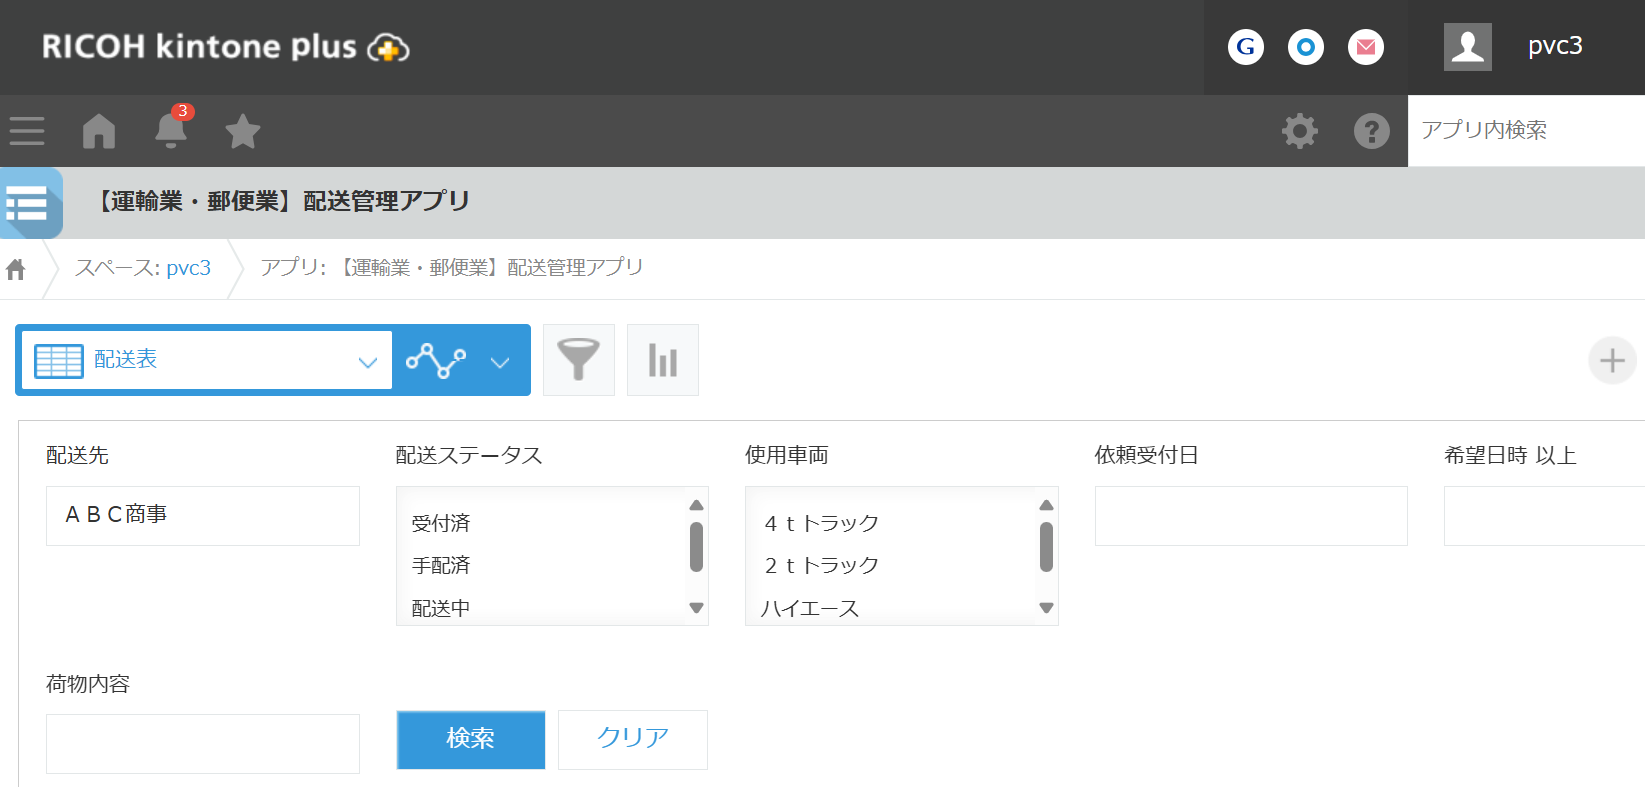 RICOH kintone plus
G
pvc3
3
?
アプリ内検索
【運輸業・郵便業】配送管理アプリ
スペース: pvc3
アプリ: 【運輸業・郵便業】配送管理アプリ
配送表
配送先
配送ステータス
使用車両
依頼受付日
希望日時 以上
ＡＢＣ商事
受付済
手配済
配送中
４ｔトラック
２ｔトラック
ハイエース
荷物内容
検索
クリア